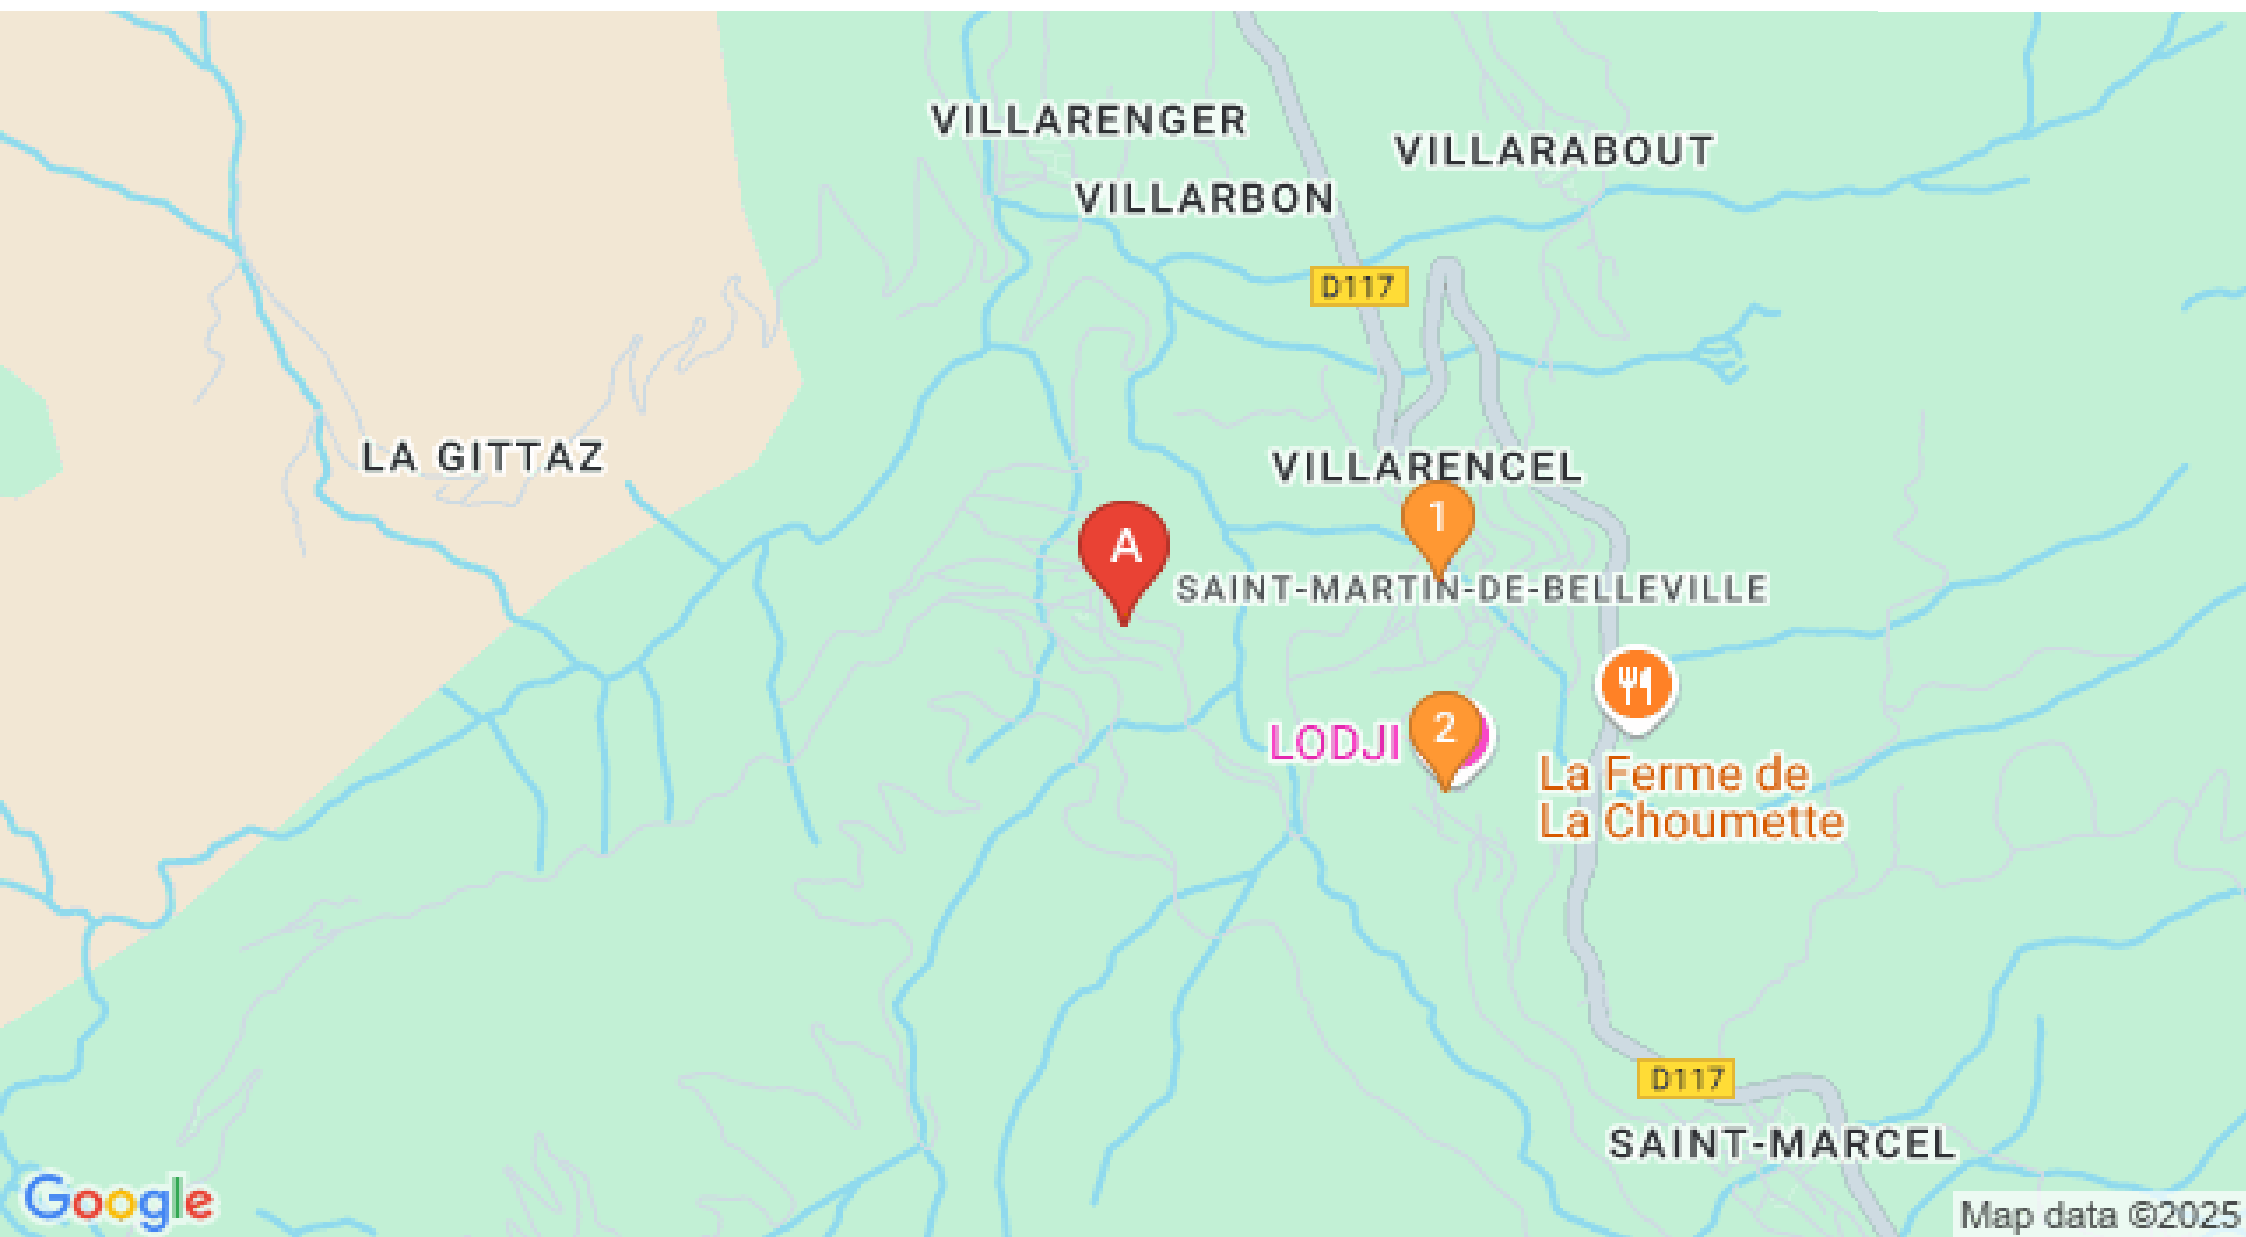 VILLARENGER
VILLARABOUT
VILLARBON
D117
LA GITTAZ
VILLARENCEL
1
A
SAINT-MARTIN-DE-BELLEVILLE
2
LODJI
La Ferme de
La Choumette
D117
SAINT-MARCEL
Google
Map data ©2025